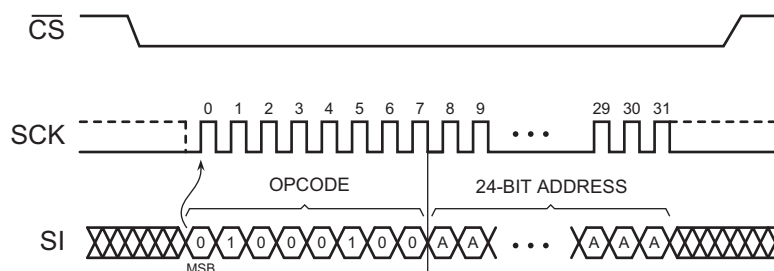 CS
0 1 2 3 4 5 6 7 8 9 29 30 31
SCK
OPCODE 24-BIT ADDRESS
SI 0 1 0 0 0 1 0 0 A A A A A
MSB